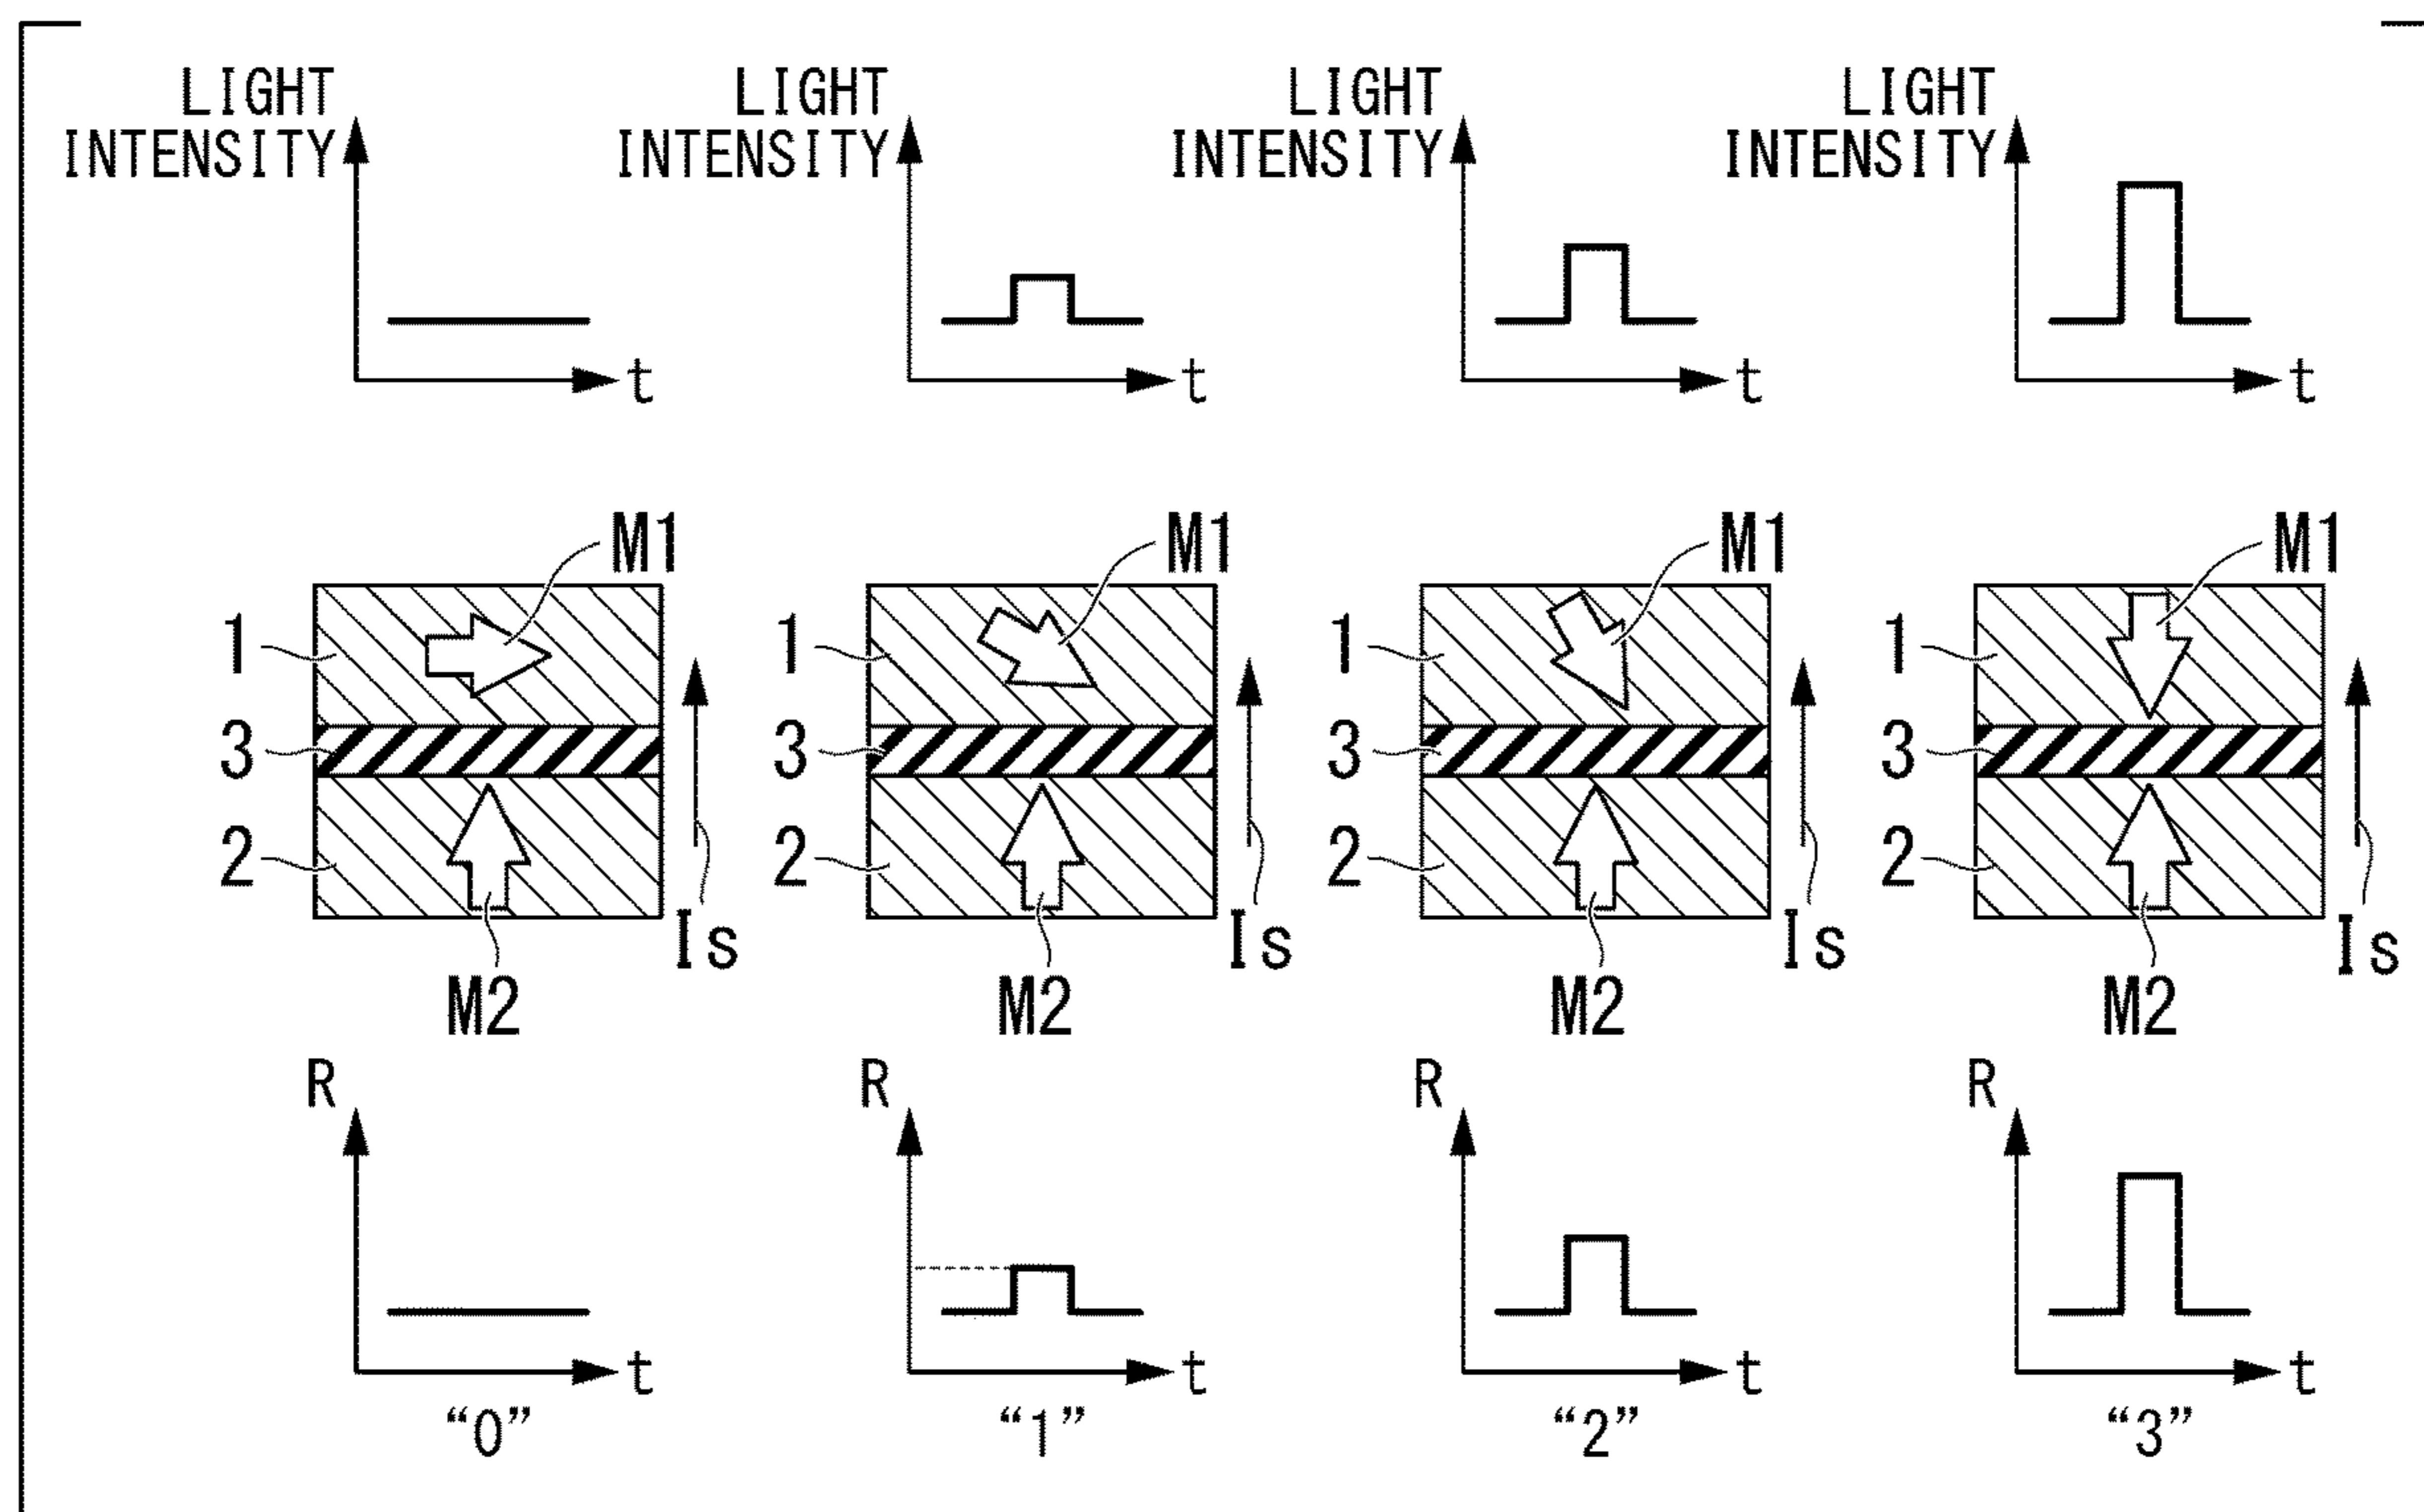 LIGHT LIGHT LIGHT LIGHT
INTENSITY INTENSITY INTENSITY INTENSITY
t t t t
M1 M1 M1 M1
1 1 1 1
3 3 3 3
2 2 2 2
Is Is Is Is
M2 M2 M2 M2
R R R R
t t t t
“0” “1” “2” “3”